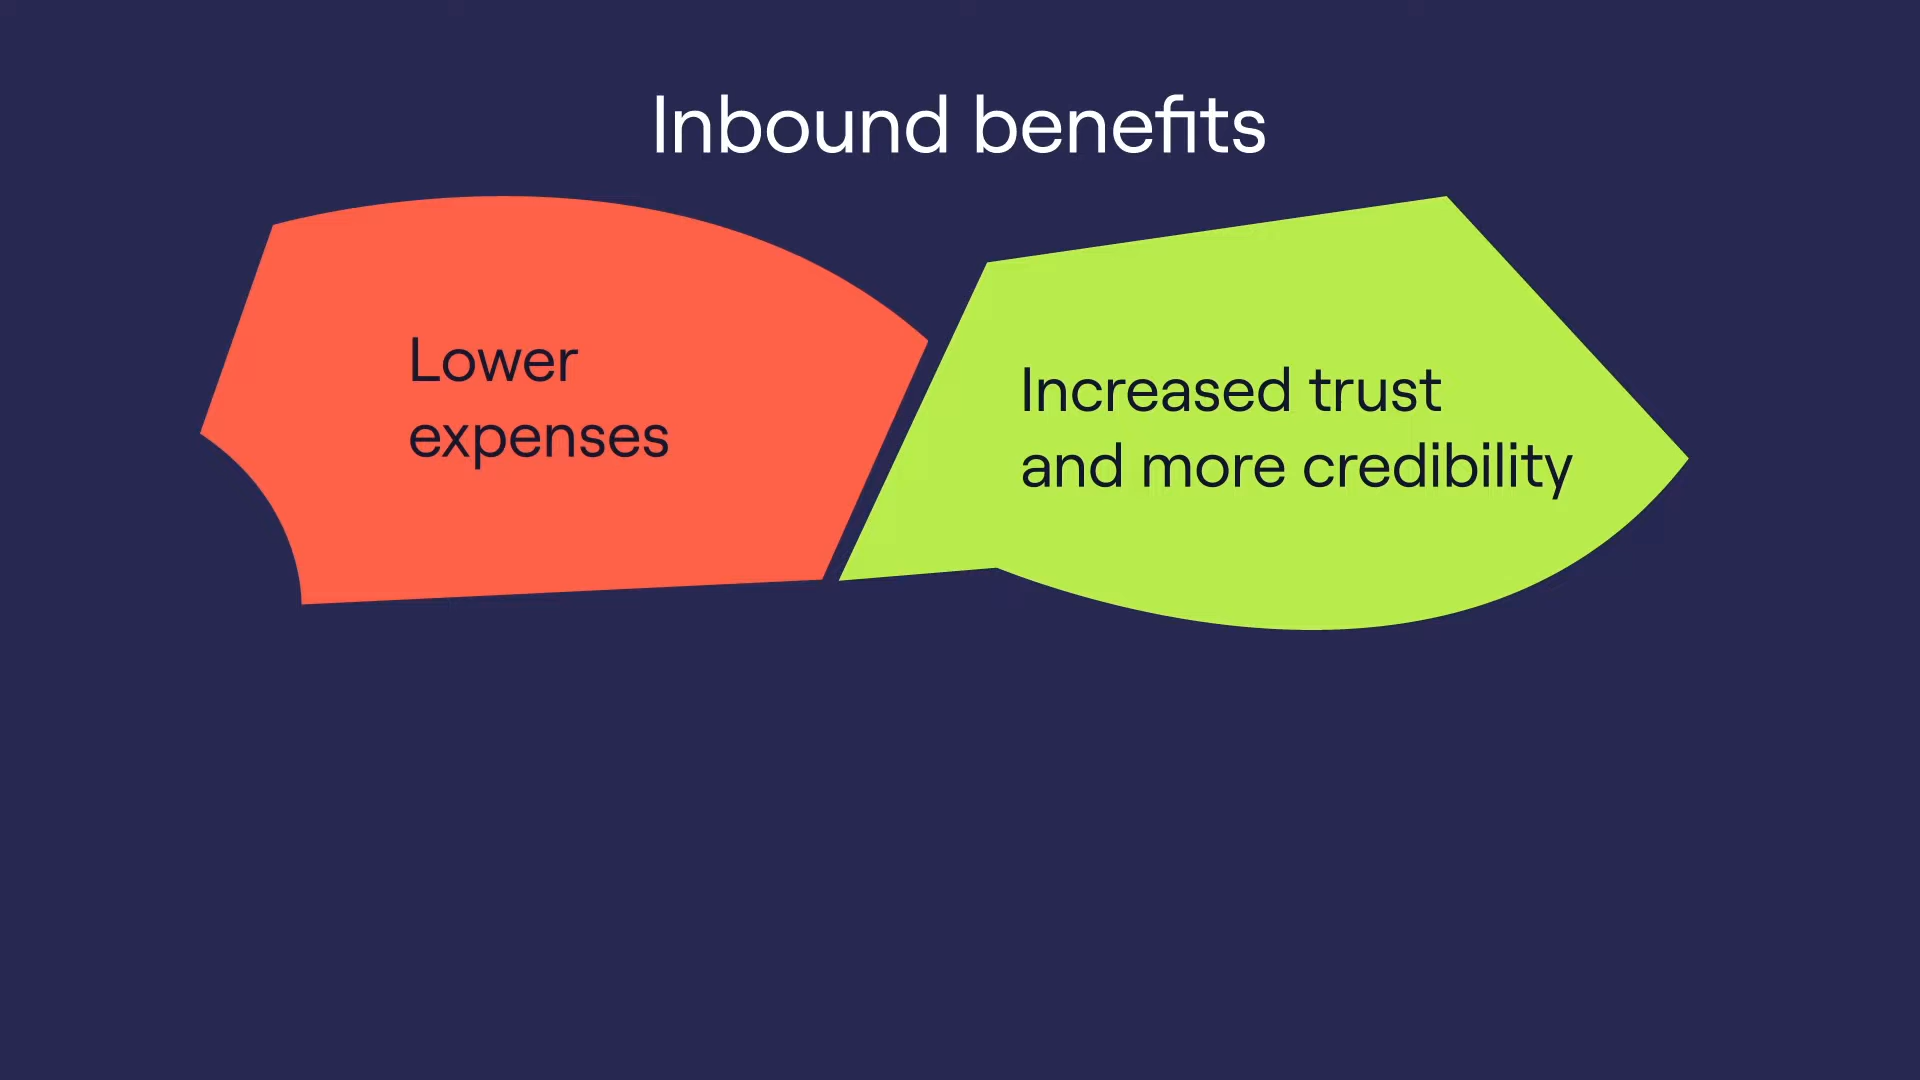 Inbound benefits
Lower
expenses
Increased trust
and more credibility